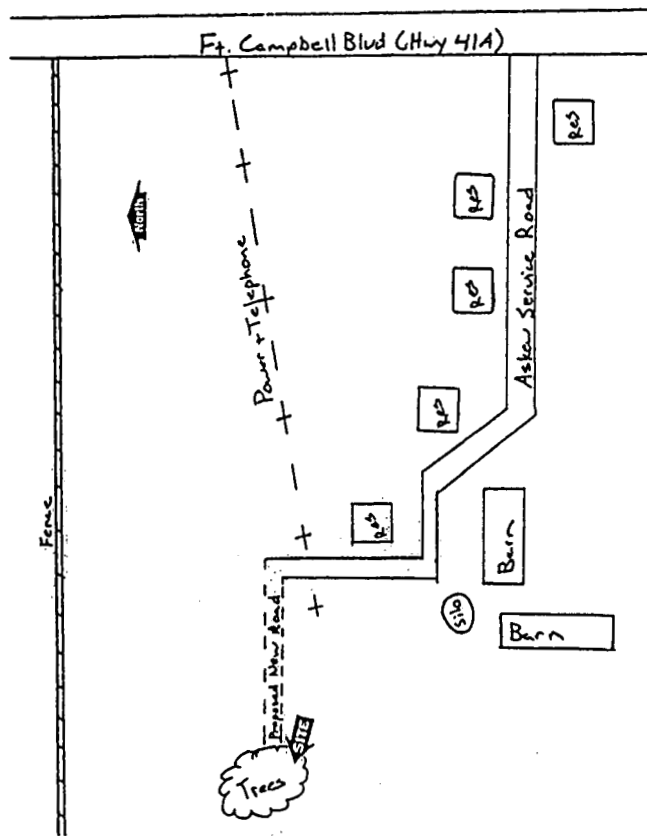 Ft. Campbell Blvd (Hwy 41A)
Res
Res
North
Askew Service Road
Res
Power + Telephone
Res
Res
Fence
Barn
Silo
Barn
Proposed New Road
SITE
Trees